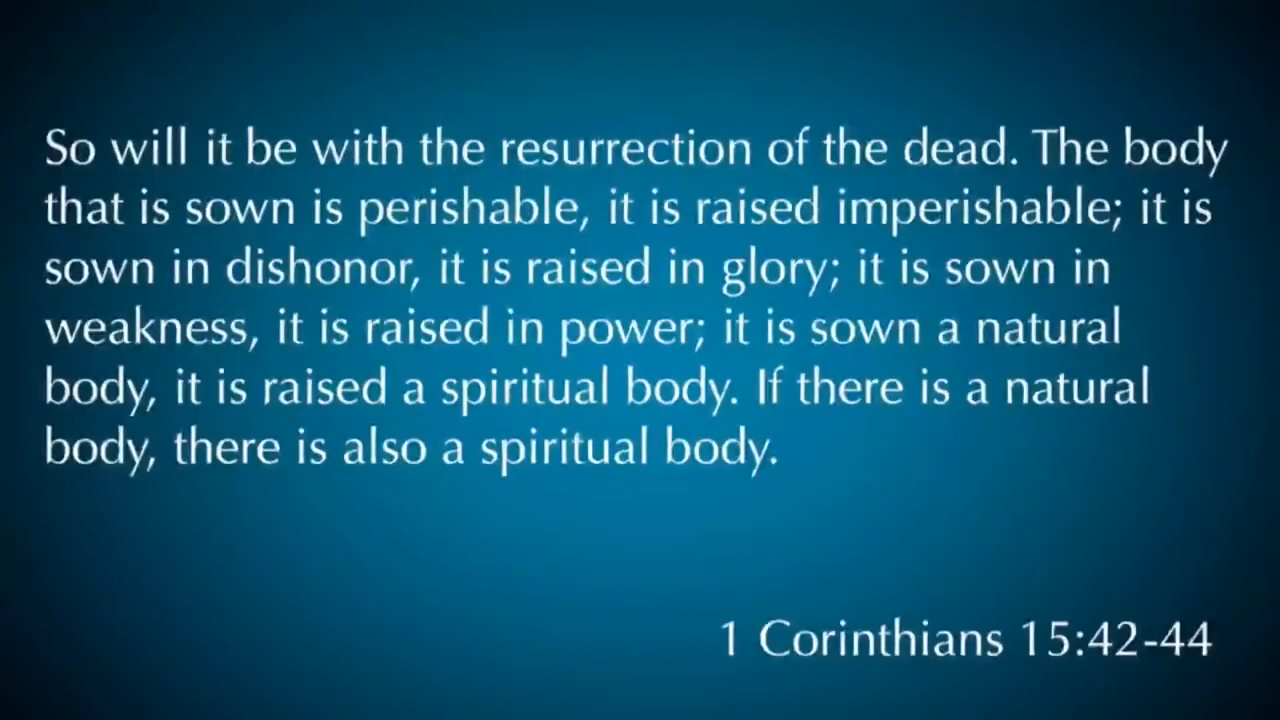 So will it be with the resurrection of the dead. The body
that is sown is perishable, it is raised imperishable; it is
sown in dishonor, it is raised in glory; it is sown in
weakness, it is raised in power; it is sown a natural
body, it is raised a spiritual body. If there is a natural
body, there is also a spiritual body.
1 Corinthians 15:42-44